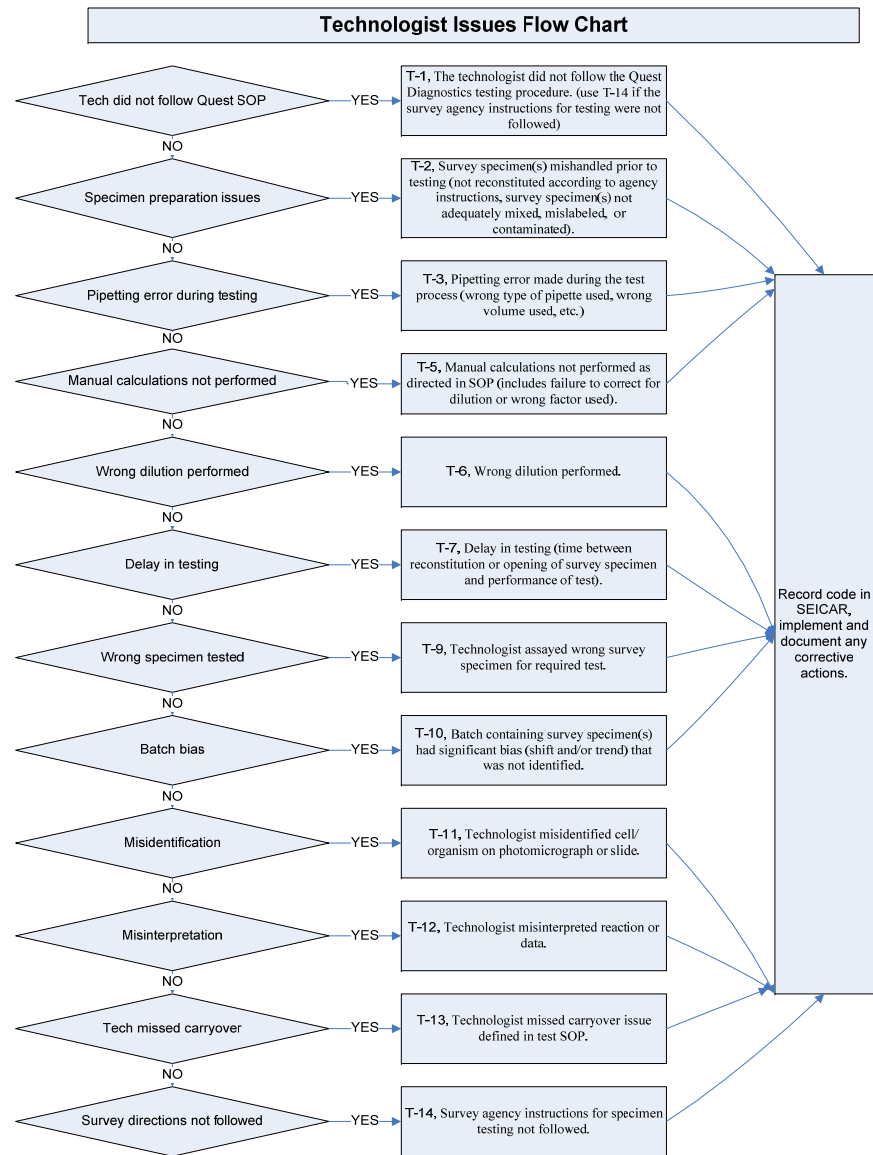 Technologist Issues Flow Chart
Tech did not follow Quest SOP
YES
T-1, The technologist did not follow the Quest
Diagnostics testing procedure. (use T-14 if the
survey agency instructions for testing were not
followed)
NO
Specimen preparation issues
YES
T-2, Survey specimen(s) mishandled prior to
testing (not reconstituted according to agency
instructions, survey specimen(s) not
adequately mixed, mislabeled, or
contaminated).
NO
Pipetting error during testing
YES
T-3, Pipetting error made during the test
process (wrong type of pipette used, wrong
volume used, etc.)
NO
Manual calculations not performed
YES
T-5, Manual calculations not performed as
directed in SOP (includes failure to correct for
dilution or wrong factor used).
NO
Wrong dilution performed
YES
T-6, Wrong dilution performed.
NO
Delay in testing
YES
T-7, Delay in testing (time between
reconstitution or opening of survey specimen
and performance of test).
NO
Wrong specimen tested
YES
T-9, Technologist assayed wrong survey
specimen for required test.
NO
Batch bias
YES
T-10, Batch containing survey specimen(s)
had significant bias (shift and/or trend) that
was not identified.
NO
Misidentification
YES
T-11, Technologist misidentified cell/
organism on photomicrograph or slide.
NO
Misinterpretation
YES
T-12, Technologist misinterpreted reaction or
data.
NO
Tech missed carryover
YES
T-13, Technologist missed carryover issue
defined in test SOP.
NO
Survey directions not followed
YES
T-14, Survey agency instructions for specimen
testing not followed.
Record code in
SEICAR,
implement and
document any
corrective
actions.